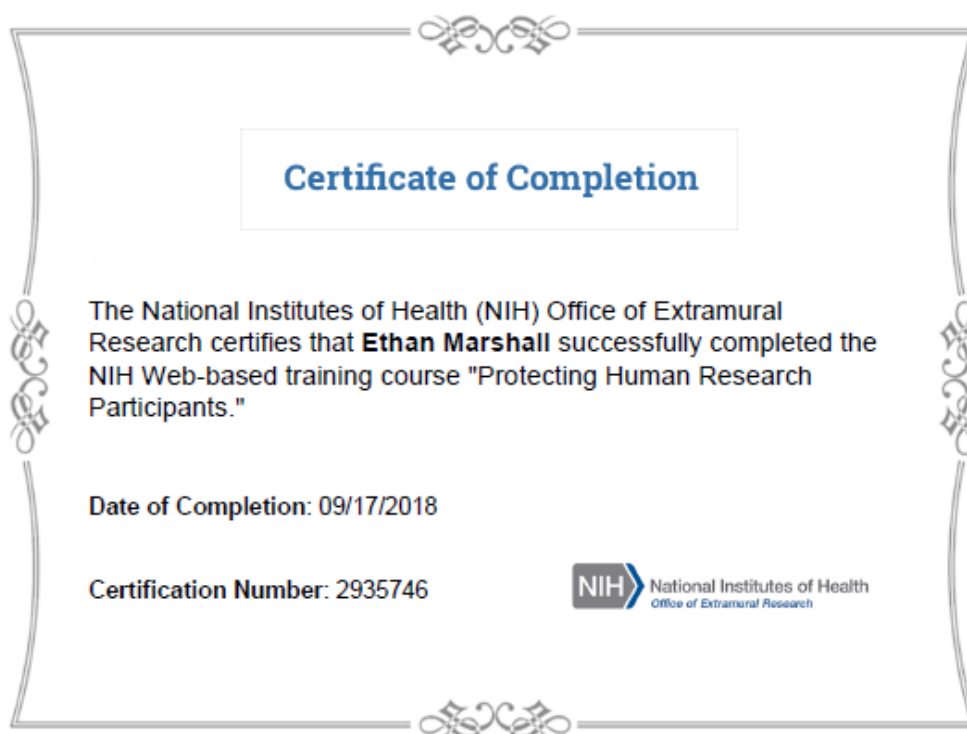 Certificate of Completion
The National Institutes of Health (NIH) Office of Extramural
Research certifies that Ethan Marshall successfully completed the
NIH Web-based training course "Protecting Human Research
Participants."
Date of Completion: 09/17/2018
Certification Number: 2935746
NIH National Institutes of Health
Office of Extramural Research